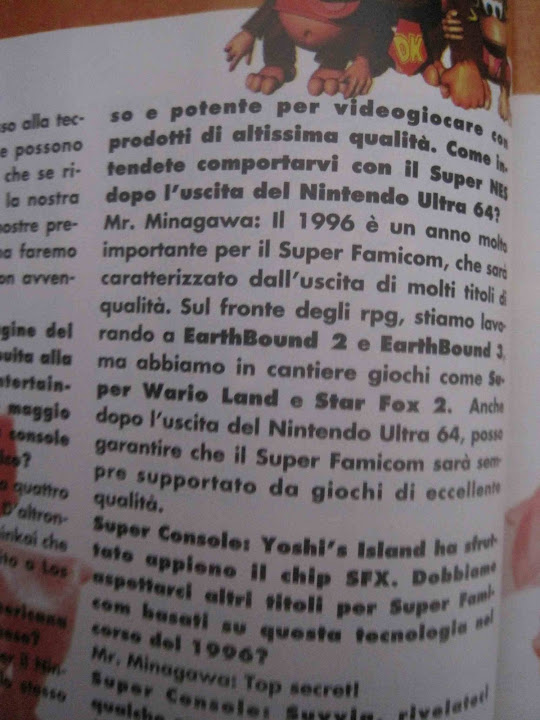 DK
so alla tec-
e possono
che se ri-
la nostra
nostre pre-
na faremo
on avven-
gine del
uita alla
ntertain-
maggio
console
quattro
D'altron-
che
Los
so e potente per videogiocare con
prodotti di altissima qualità. Come in-
tendete comportarvi con il Super NES
dopo l'uscita del Nintendo Ultra 64?
Mr. Minagawa: Il 1996 è un anno molto
importante per il Super Famicom, che sarà
caratterizzato dall'uscita di molti titoli di
qualità. Sul fronte degli rpg, stiamo lavo-
rando a EarthBound 2 e EarthBound 3,
ma abbiamo in cantiere giochi come Su-
per Wario Land e Star Fox 2. Anche
dopo l'uscita del Nintendo Ultra 64, posso
garantire che il Super Famicom sarà sem-
pre supportato da giochi di eccellente
qualità.
Super Console: Yoshi's Island ha sfrut-
tato appieno il chip SFX. Dobbiamo
aspettarci altri titoli per Super Fami-
com basati su questa tecnologia nel
corso del 1996?
Mr. Minagawa: Top secret!
Super Console: Suvvia, rivelateci
qualche